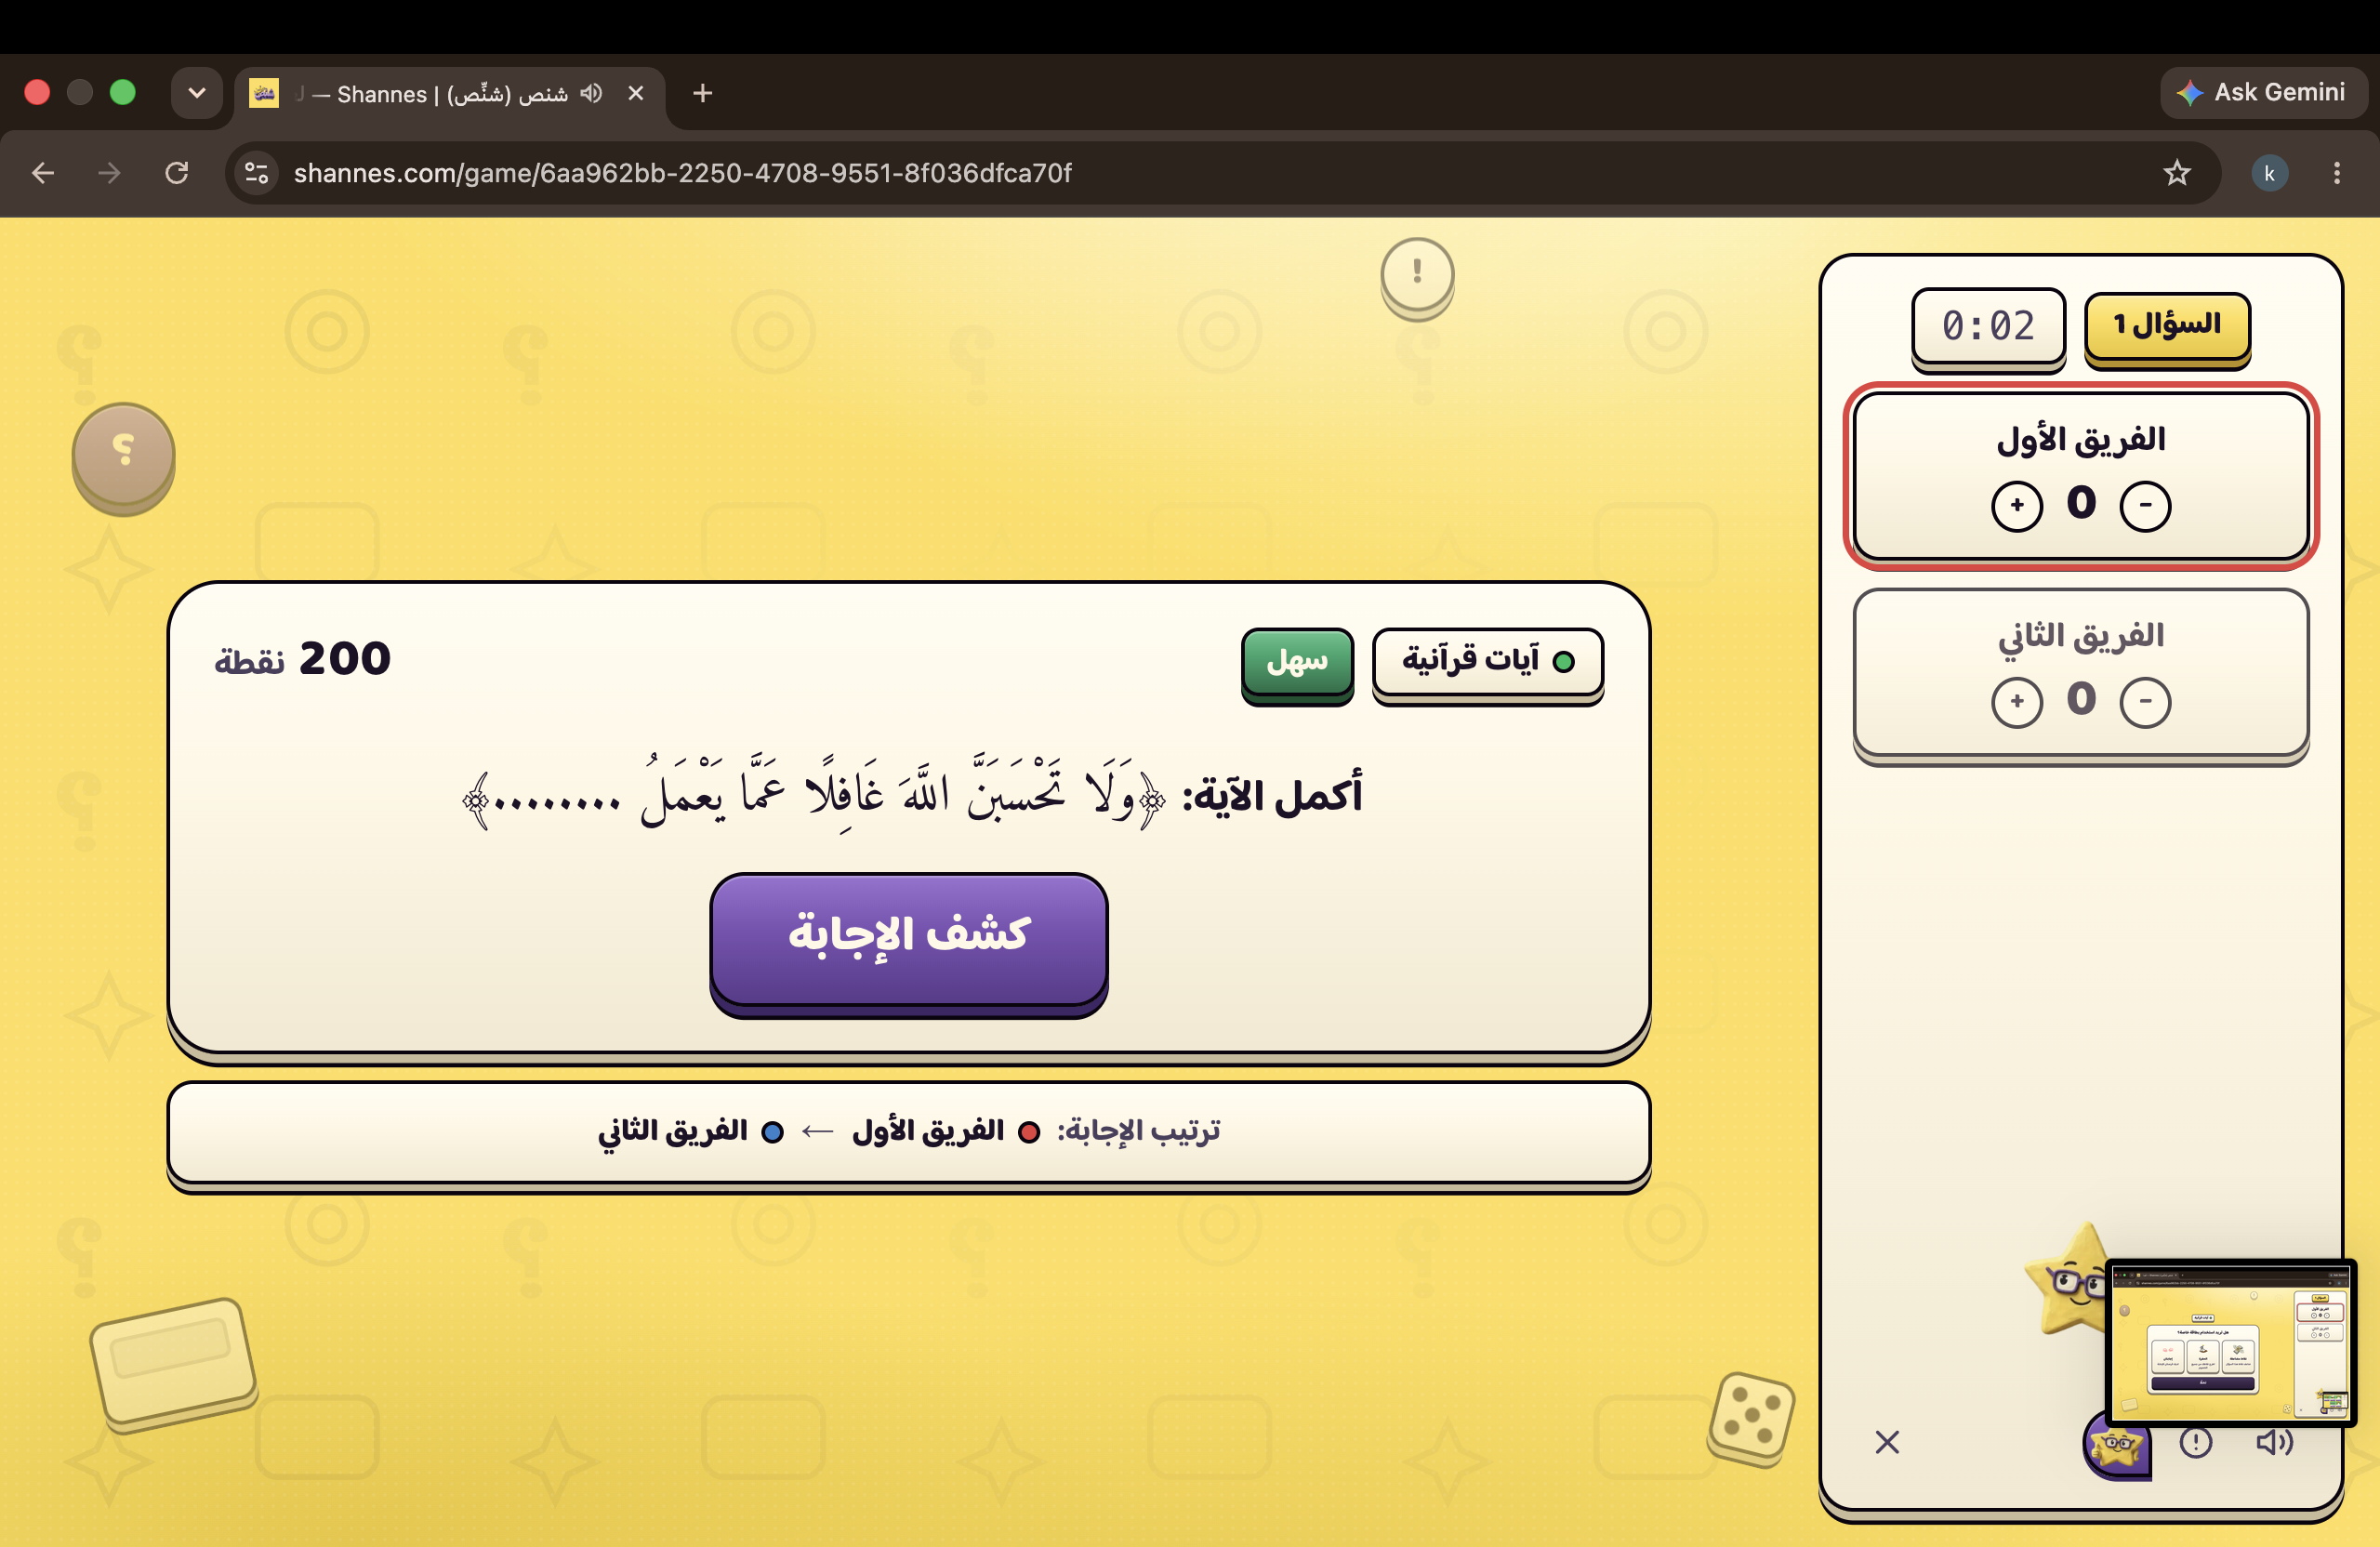 شنص (شنِّص) | Shannes —
Ask Gemini
shannes.com/game/6aa962bb-2250-4708-9551-8f036dfca70f
k
السؤال 1
0:02
الفريق الأول
- 0 +
الفريق الثاني
- 0 +
!
؟
آيات قرآنية
سهل
200 نقطة
أكمل الآية: ﴿وَلَا تَحْسَبَنَّ اللَّهَ غَافِلًا عَمَّا يَعْمَلُ ........﴾
كشف الإجابة
ترتيب الإجابة: الفريق الأول ← الفريق الثاني